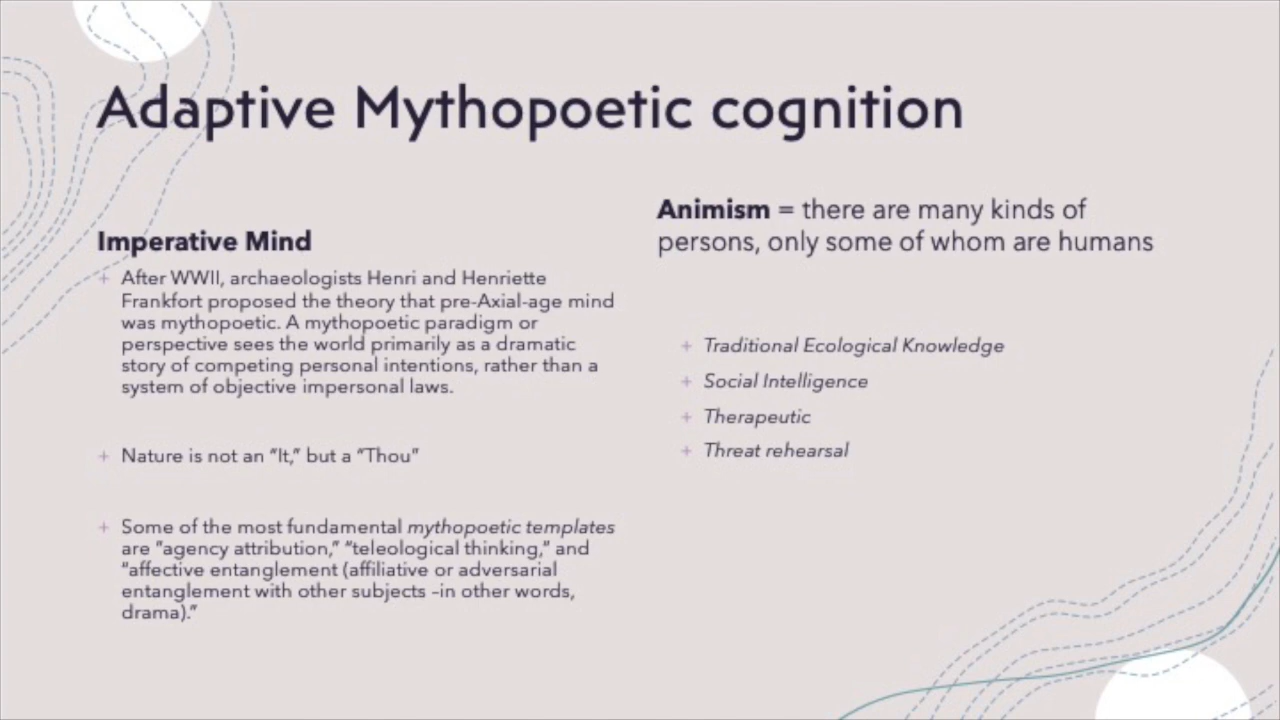 Adaptive Mythopoetic cognition
Imperative Mind
+ After WWII, archaeologists Henri and Henriette
Frankfort proposed the theory that pre-Axial-age mind
was mythopoetic. A mythopoetic paradigm or
perspective sees the world primarily as a dramatic
story of competing personal intentions, rather than a
system of objective impersonal laws.
+ Nature is not an “It,” but a “Thou”
+ Some of the most fundamental mythopoetic templates
are “agency attribution,” “teleological thinking,” and
“affective entanglement (affiliative or adversarial
entanglement with other subjects –in other words,
drama).”
Animism = there are many kinds of
persons, only some of whom are humans
+ Traditional Ecological Knowledge
+ Social Intelligence
+ Therapeutic
+ Threat rehearsal